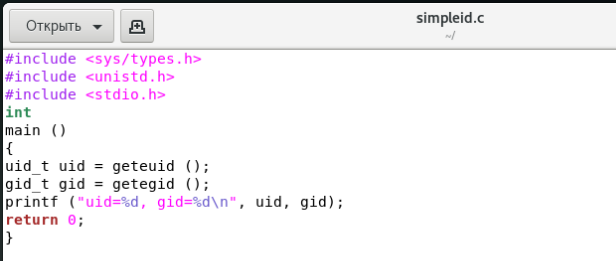 Открыть
simpleid.c
~/
#include <sys/types.h>
#include <unistd.h>
#include <stdio.h>
int
main ()
{
uid_t uid = geteuid ();
gid_t gid = getegid ();
printf ("uid=%d, gid=%d\n", uid, gid);
return 0;
}